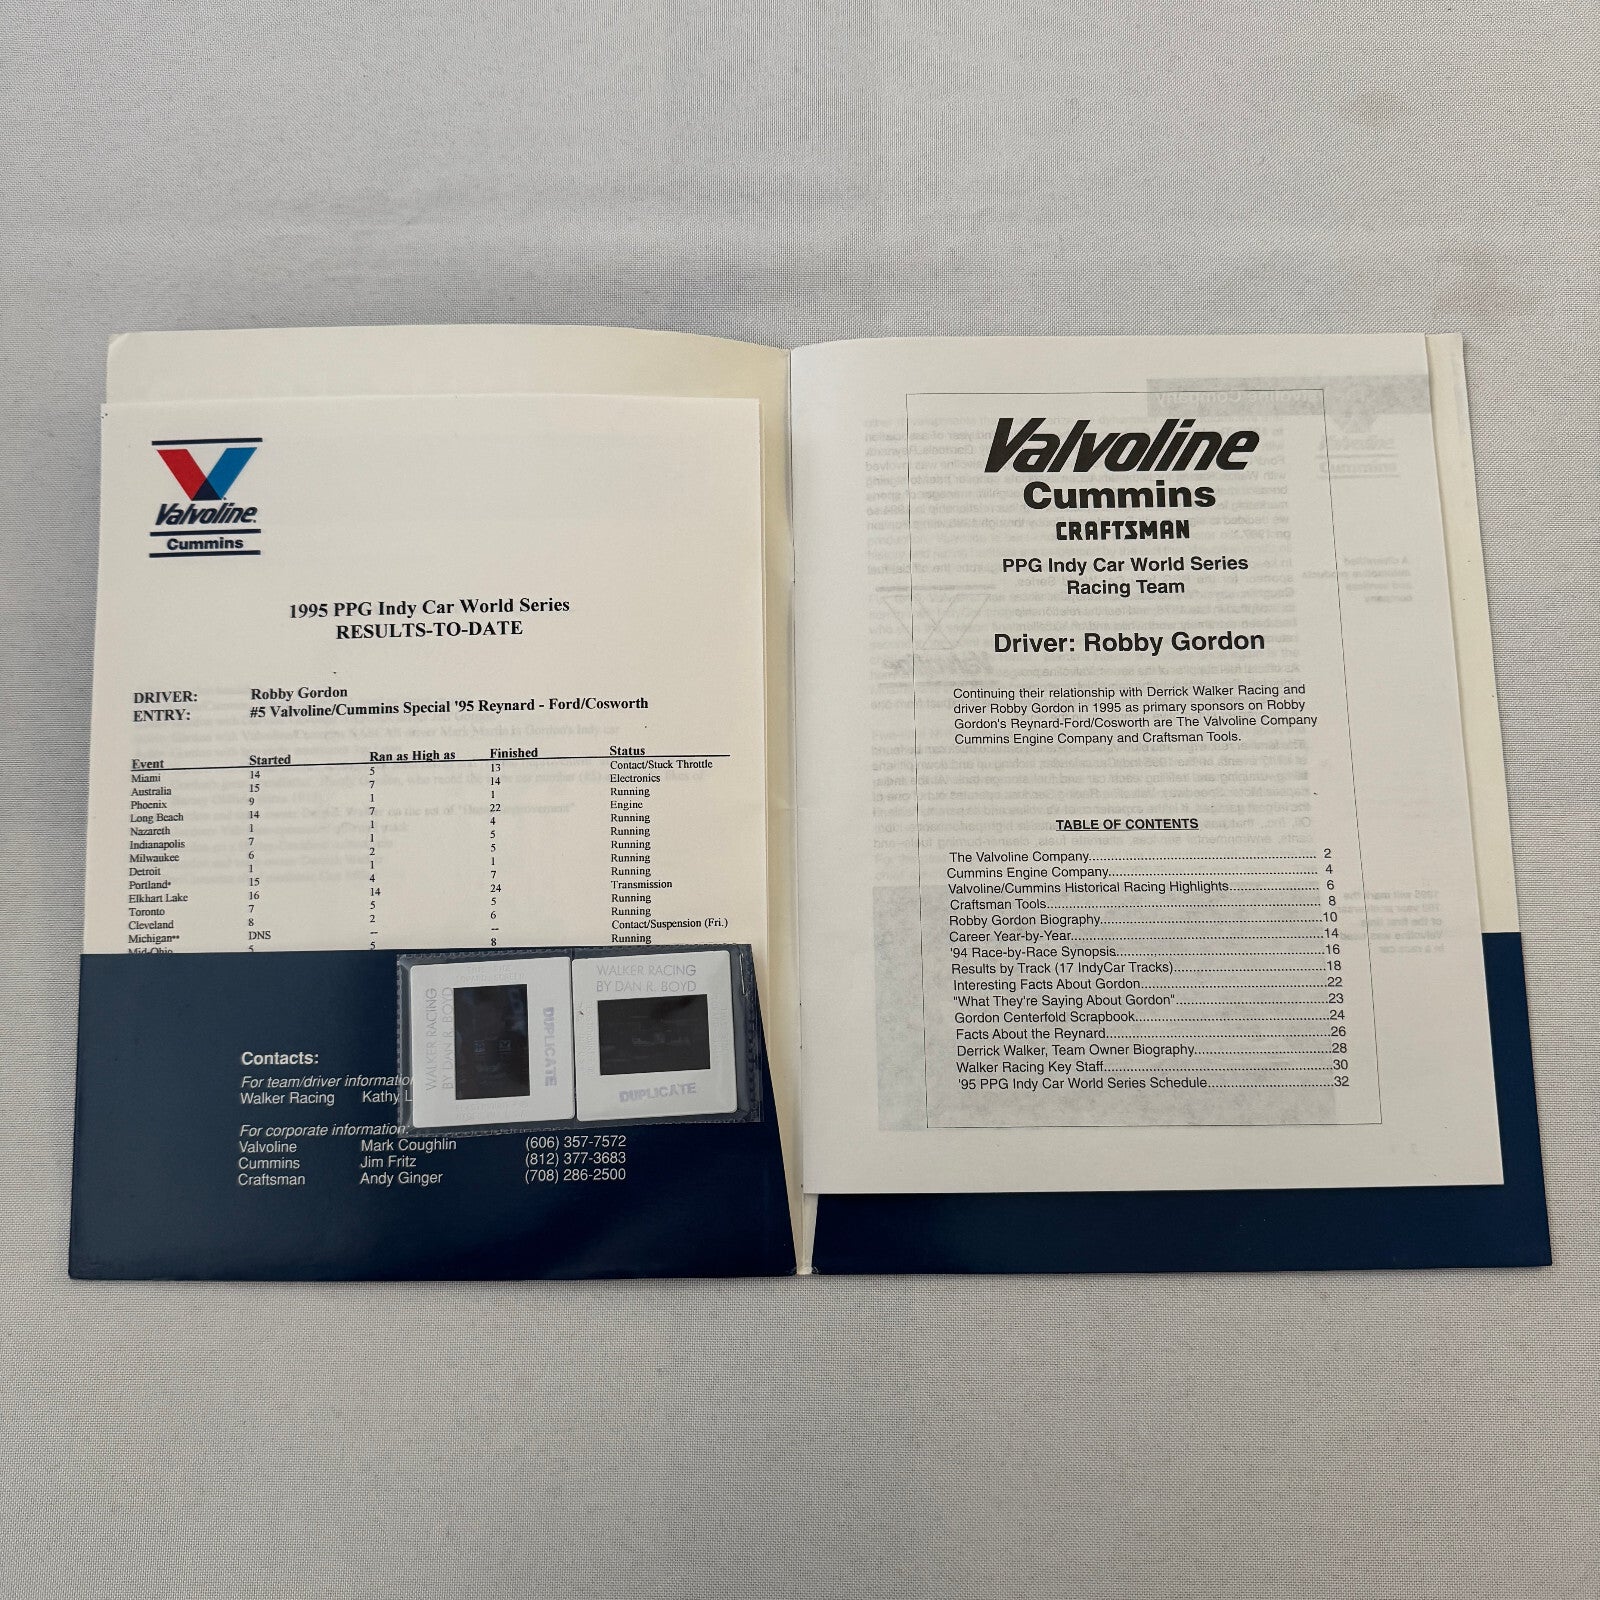 Valvoline.
Cummins
1995 PPG Indy Car World Series
RESULTS-TO-DATE
DRIVER: Robby Gordon
ENTRY: #5 Valvoline/Cummins Special '95 Reynard - Ford/Cosworth
Event Started Ran as High as Finished Status
Miami 14 5 13 Contact/Stuck Throttle
Australia 15 7 14 Electronics
Phoenix 9 1 1 Running
Long Beach 14 7 22 Engine
Nazareth 1 1 4 Running
Indianapolis 7 1 5 Running
Milwaukee 6 2 5 Running
Detroit 1 1 1 Running
Portland* 15 4 7 Running
Elkhart Lake 16 14 24 Transmission
Toronto 7 5 5 Running
Cleveland 8 2 6 Running
Michigan** DNS -- -- Contact/Suspension (Fri.)
Mid-Ohio 5 5 8 Running
WALKER RACING
BY DAN R. BOYD
DUPLICATE
WALKER RACING
BY DAN R. BOYD
DUPLICATE
Contacts:
For team/driver informatio
Walker Racing Kathy L
For corporate information:
Valvoline Mark Coughlin (606) 357-7572
Cummins Jim Fritz (812) 377-3683
Craftsman Andy Ginger (708) 286-2500
Valvoline
Cummins
CRAFTSMAN
PPG Indy Car World Series
Racing Team
Driver: Robby Gordon
Continuing their relationship with Derrick Walker Racing and
driver Robby Gordon in 1995 as primary sponsors on Robby
Gordon's Reynard-Ford/Cosworth are The Valvoline Company
Cummins Engine Company and Craftsman Tools.
TABLE OF CONTENTS
The Valvoline Company 2
Cummins Engine Company 4
Valvoline/Cummins Historical Racing Highlights 6
Craftsman Tools 8
Robby Gordon Biography 10
Career Year-by-Year 14
'94 Race-by-Race Synopsis 16
Results by Track (17 IndyCar Tracks) 18
Interesting Facts About Gordon 22
"What They're Saying About Gordon" 23
Gordon Centerfold Scrapbook 24
Facts About the Reynard 26
Derrick Walker, Team Owner Biography 28
Walker Racing Key Staff 30
'95 PPG Indy Car World Series Schedule 32